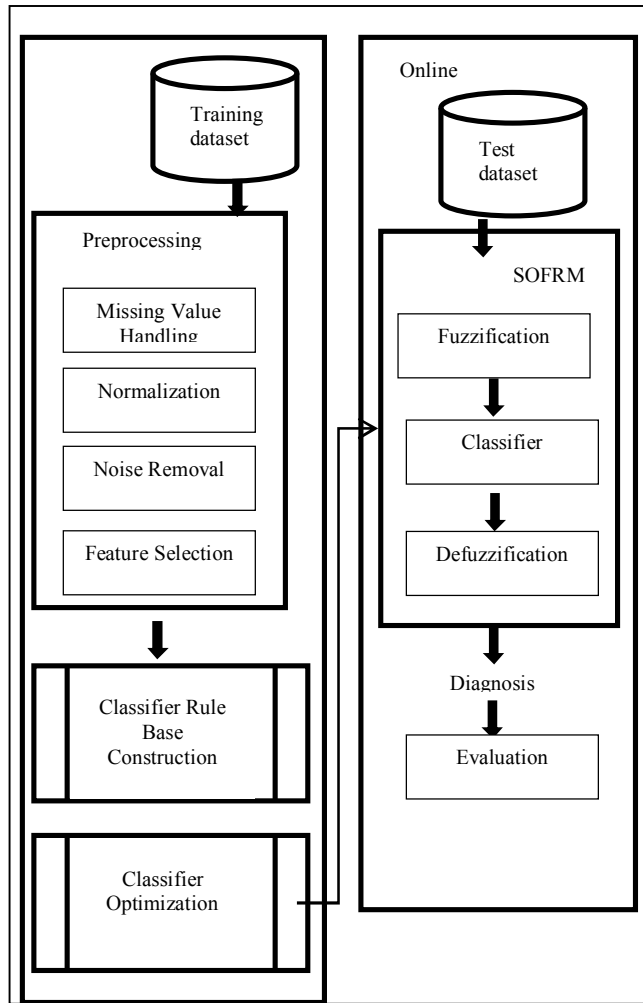 Training
dataset
Preprocessing
Missing Value
Handling
Normalization
Noise Removal
Feature Selection
Classifier Rule
Base
Construction
Classifier
Optimization
Online
Test
dataset
SOFRM
Fuzzification
Classifier
Defuzzification
Diagnosis
Evaluation